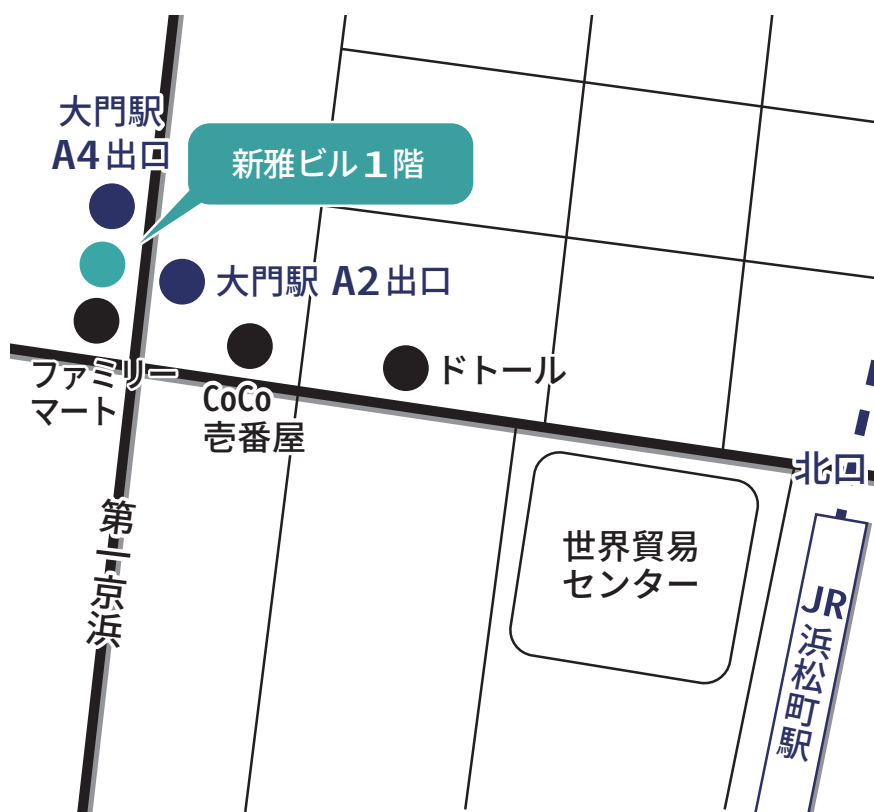 大門駅
A4出口
新雅ビル1階
大門駅 A2出口
ファミリー
マート
CoCo
壱番屋
ドトール
北口
世界貿易
センター
第一京浜
JR
浜松町駅